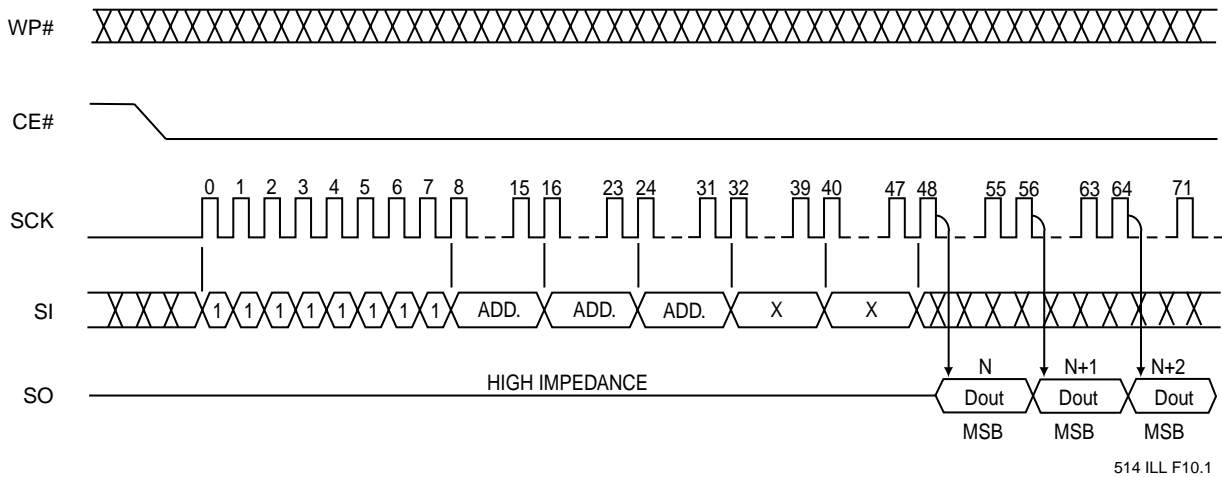 WP#
CE#
0 1 2 3 4 5 6 7 8 15 16 23 24 31 32 39 40 47 48 55 56 63 64 71
SCK
SI 1 1 1 1 1 1 1 1 ADD. ADD. ADD. X X
N N+1 N+2
HIGH IMPEDANCE
SO Dout Dout Dout
MSB MSB MSB
514 ILL F10.1